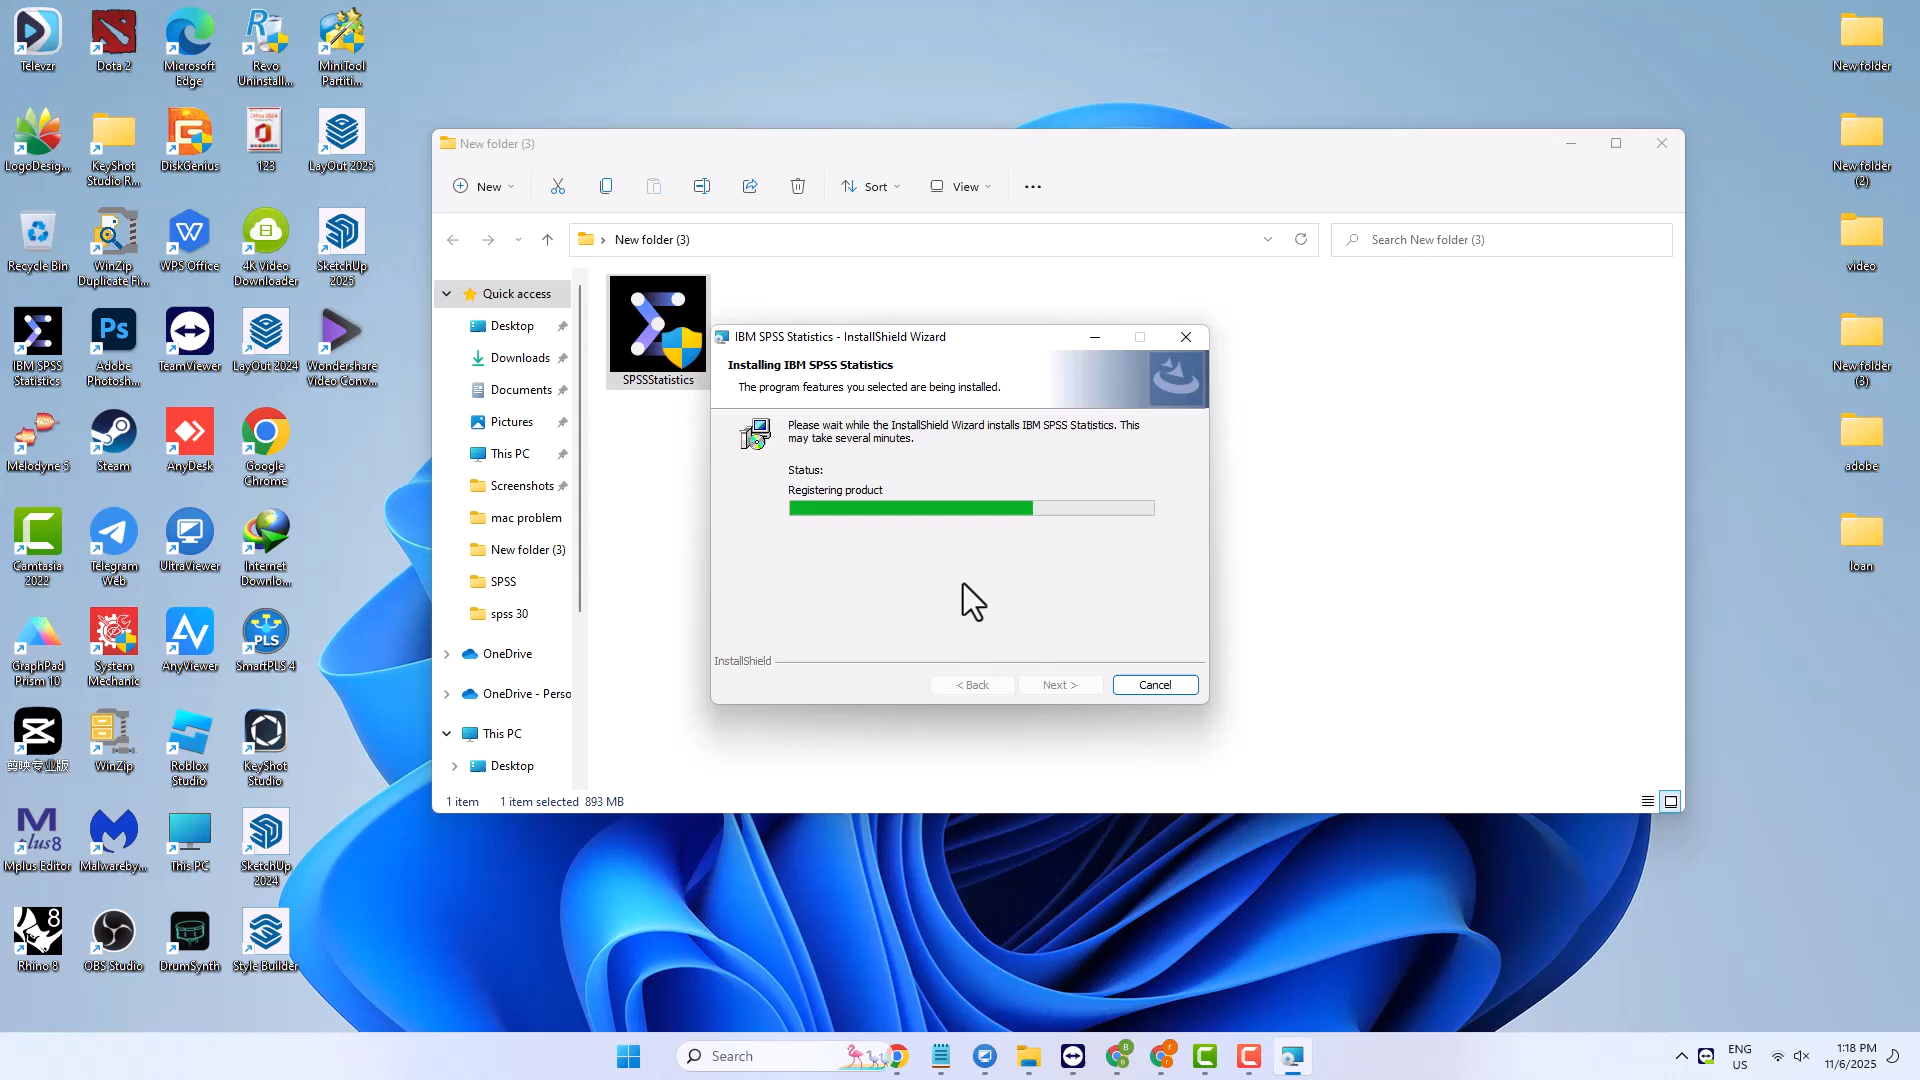 Televzr
Dota 2
Microsoft
Edge
Revo
Uninstall...
MiniTool
Partiti...
LogoDesig...
KeyShot
Studio R...
DiskGenius
123
LayOut 2025
Recycle Bin
WinZip
Duplicate Fi...
WPS Office
4K Video
Downloader
SketchUp
2025
IBM SPSS
Statistics
Adobe
Photosh...
TeamViewer
LayOut 2024
Wondershare
Video Conv...
Melodyne 5
Steam
AnyDesk
Google
Chrome
Camtasia
2022
Telegram
Web
UltraViewer
Internet
Downlo...
GraphPad
Prism 10
System
Mechanic
AnyViewer
SmartPLS 4
剪映专业版
WinZip
Roblox
Studio
KeyShot
Studio
Mplus Editor
Malwareby...
This PC
SketchUp
2024
Rhino 8
OBS Studio
DrumSynth
Style Builder
New folder (3)
New
Sort
View
New folder (3)
Search New folder (3)
Quick access
Desktop
Downloads
Documents
Pictures
This PC
Screenshots
mac problem
New folder (3)
SPSS
spss 30
OneDrive
OneDrive - Perso
This PC
Desktop
SPSSStatistics
1 item
1 item selected 893 MB
IBM SPSS Statistics - InstallShield Wizard
Installing IBM SPSS Statistics
The program features you selected are being installed.
Please wait while the InstallShield Wizard installs IBM SPSS Statistics. This
may take several minutes.
Status:
Registering product
InstallShield
< Back
Next >
Cancel
New folder
New folder
(2)
video
New folder
(3)
adobe
loan
Search
ENG
US
1:18 PM
11/6/2025